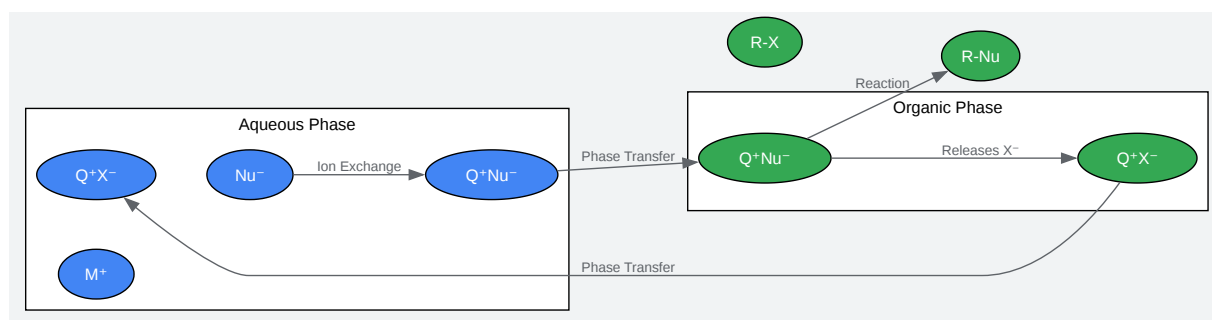 R-X
R-Nu
Reaction
Aqueous Phase
Organic Phase
Q⁺X⁻
Nu⁻
Ion Exchange
Q⁺Nu⁻
Phase Transfer
Q⁺Nu⁻
Releases X⁻
Q⁺X⁻
M⁺
Phase Transfer